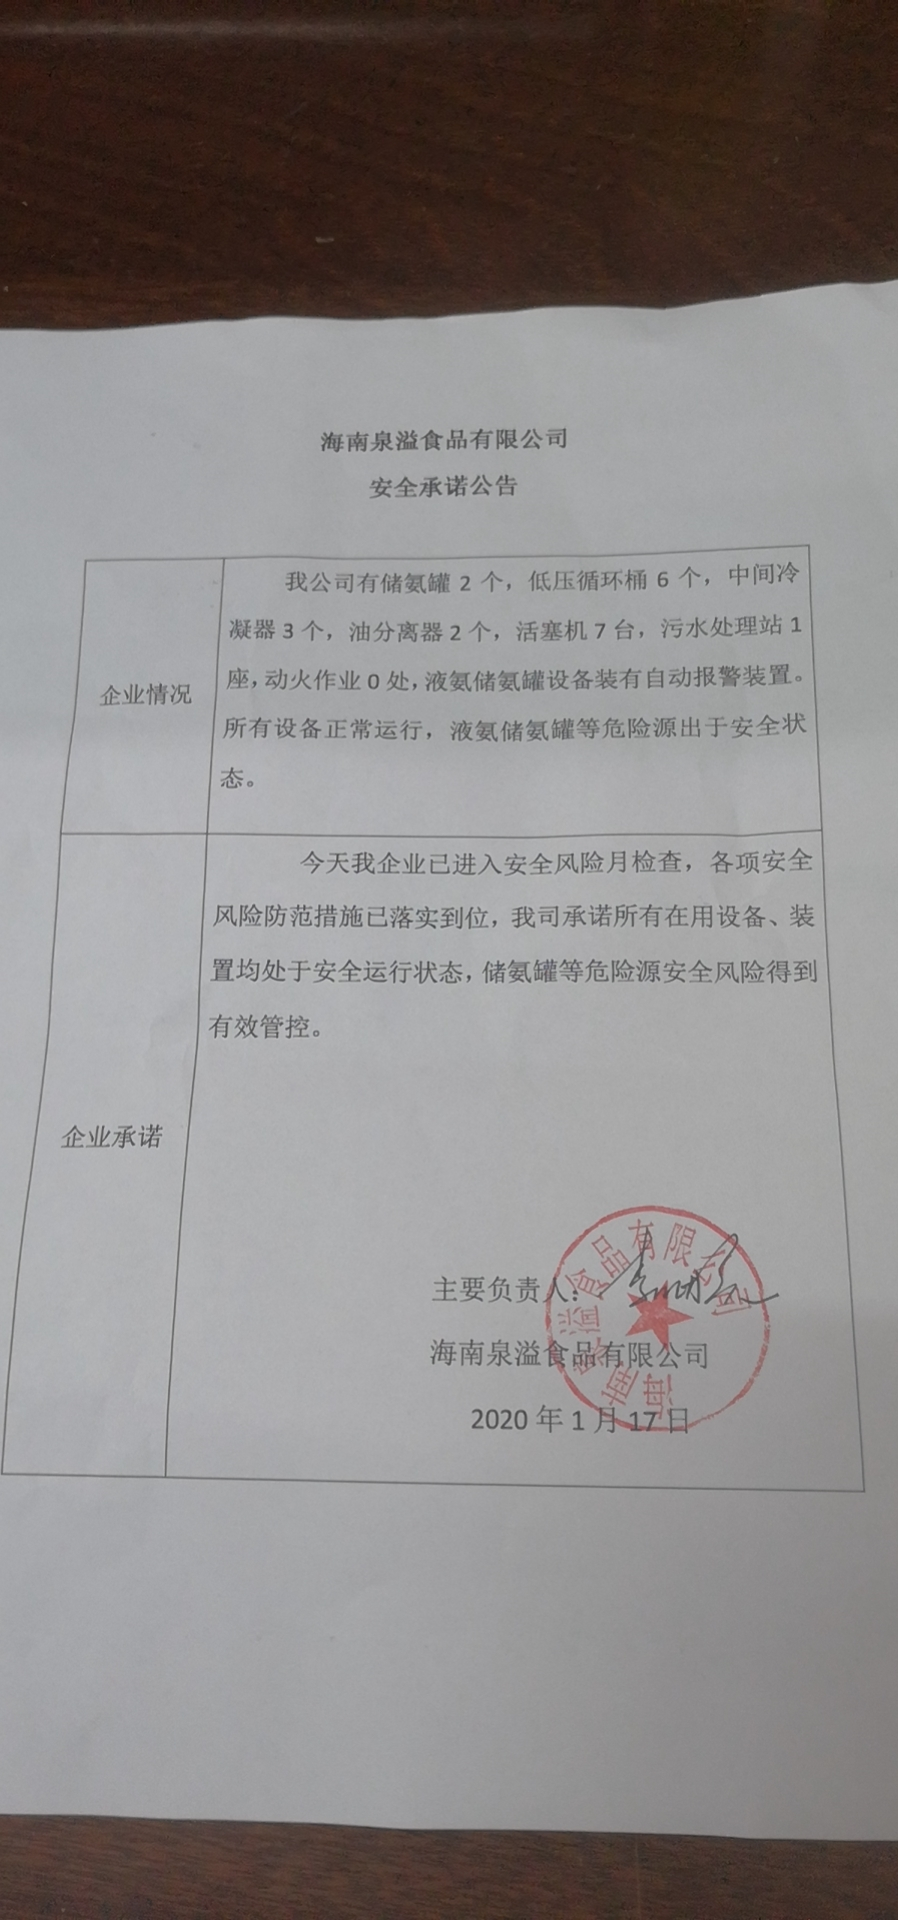 海南泉溢食品有限公司
安全承诺公告
企业情况
我公司有储氨罐 2 个，低压循环桶 6 个，中间冷
凝器 3 个，油分离器 2 个，活塞机 7 台，污水处理站 1
座，动火作业 0 处，液氨储氨罐设备装有自动报警装置。
所有设备正常运行，液氨储氨罐等危险源出于安全状
态。
企业承诺
今天我企业已进入安全风险月检查，各项安全
风险防范措施已落实到位，我司承诺所有在用设备、装
置均处于安全运行状态，储氨罐等危险源安全风险得到
有效管控。
主要负责人：
海南泉溢食品有限公司
2020 年 1 月 17 日
海南泉溢食品有限公司